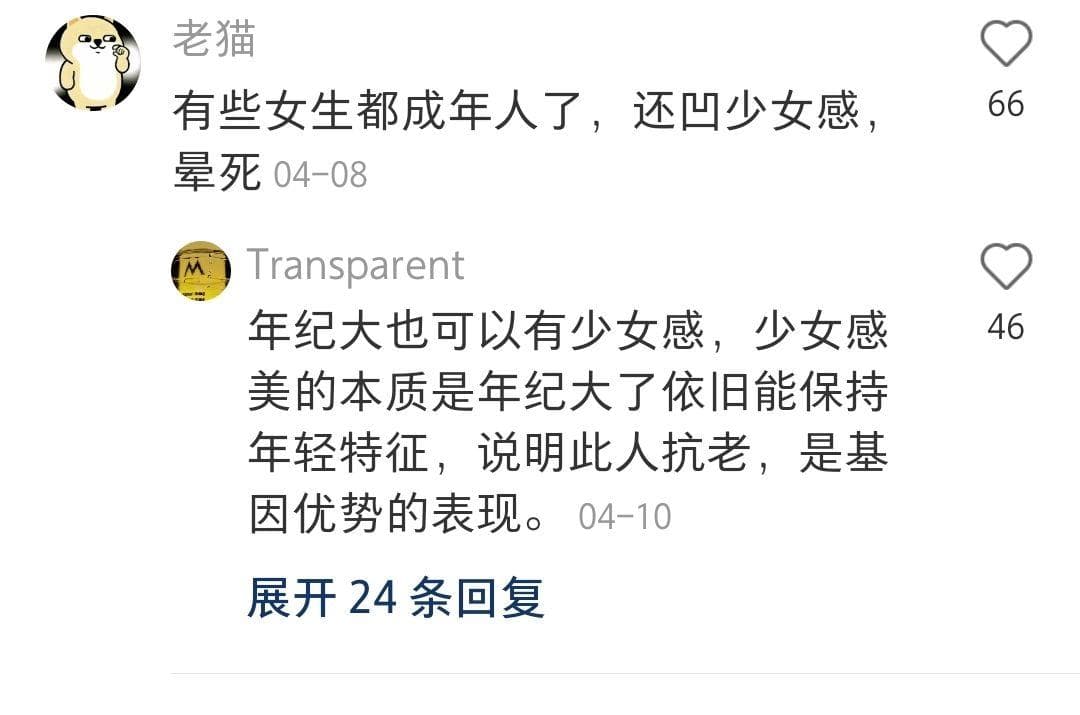 老猫
有些女生都成年人了，还凹少女感，
晕死 04-08
66
Transparent
年纪大也可以有少女感，少女感
美的本质是年纪大了依旧能保持
年轻特征，说明此人抗老，是基
因优势的表现。 04-10
46
展开 24 条回复